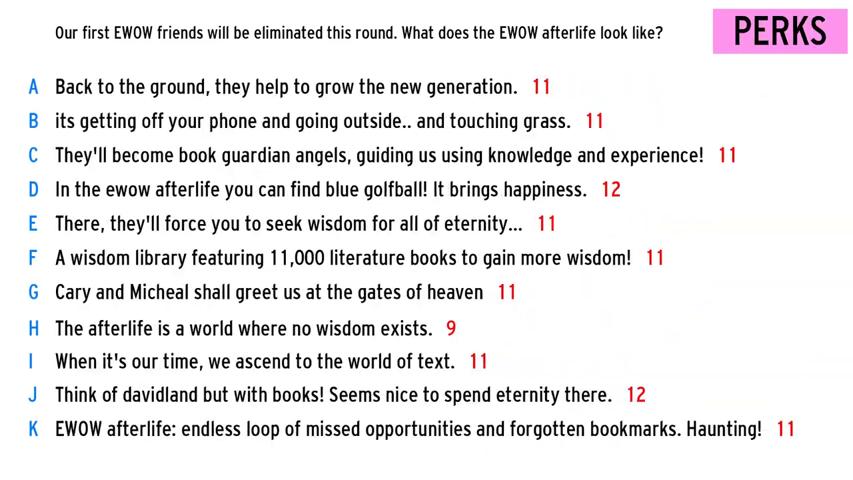 Our first EWOW friends will be eliminated this round. What does the EWOW afterlife look like?
PERKS
A Back to the ground, they help to grow the new generation. 11
B its getting off your phone and going outside.. and touching grass. 11
C They'll become book guardian angels, guiding us using knowledge and experience! 11
D In the ewow afterlife you can find blue golfball! It brings happiness. 12
E There, they'll force you to seek wisdom for all of eternity... 11
F A wisdom library featuring 11,000 literature books to gain more wisdom! 11
G Cary and Micheal shall greet us at the gates of heaven 11
H The afterlife is a world where no wisdom exists. 9
I When it's our time, we ascend to the world of text. 11
J Think of davidland but with books! Seems nice to spend eternity there. 12
K EWOW afterlife: endless loop of missed opportunities and forgotten bookmarks. Haunting! 11